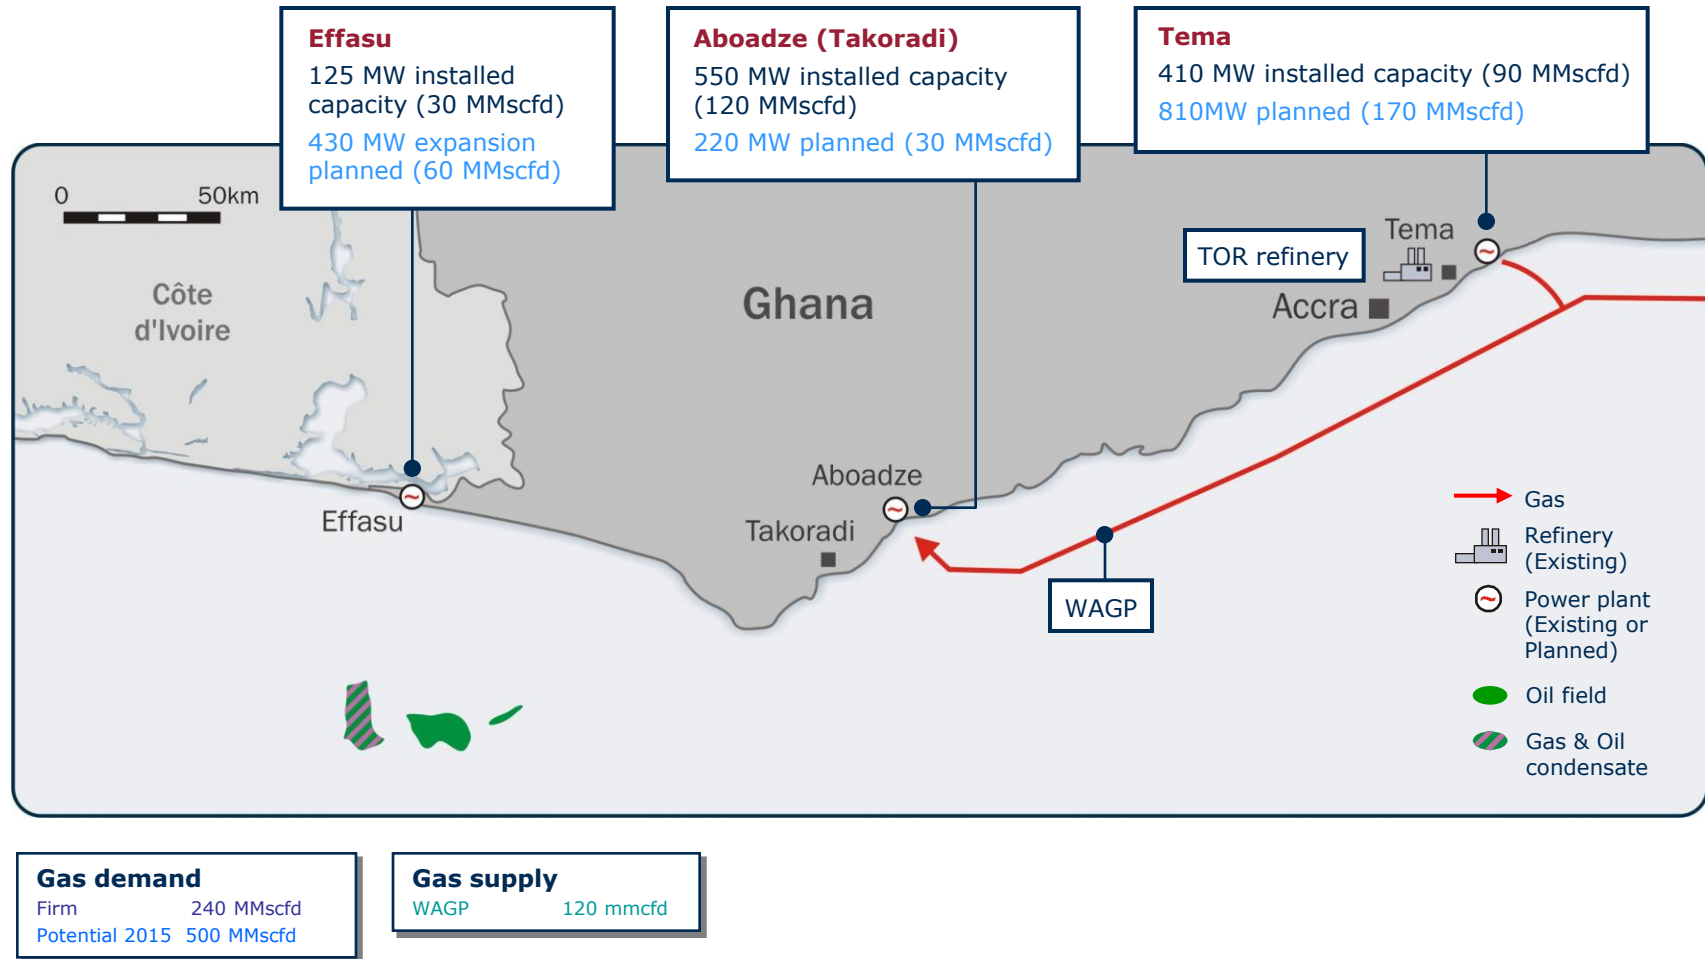 Effasu
125 MW installed
capacity (30 MMscfd)
430 MW expansion
planned (60 MMscfd)
Aboadze (Takoradi)
550 MW installed capacity
(120 MMscfd)
220 MW planned (30 MMscfd)
Tema
410 MW installed capacity (90 MMscfd)
810MW planned (170 MMscfd)
0 50km
Côte
d'Ivoire
Ghana
TOR refinery
Tema
Accra
Effasu
Aboadze
Takoradi
WAGP
Gas
Refinery
(Existing)
Power plant
(Existing or
Planned)
Oil field
Gas & Oil
condensate
Gas demand
Firm 240 MMscfd
Potential 2015 500 MMscfd
Gas supply
WAGP 120 mmcfd